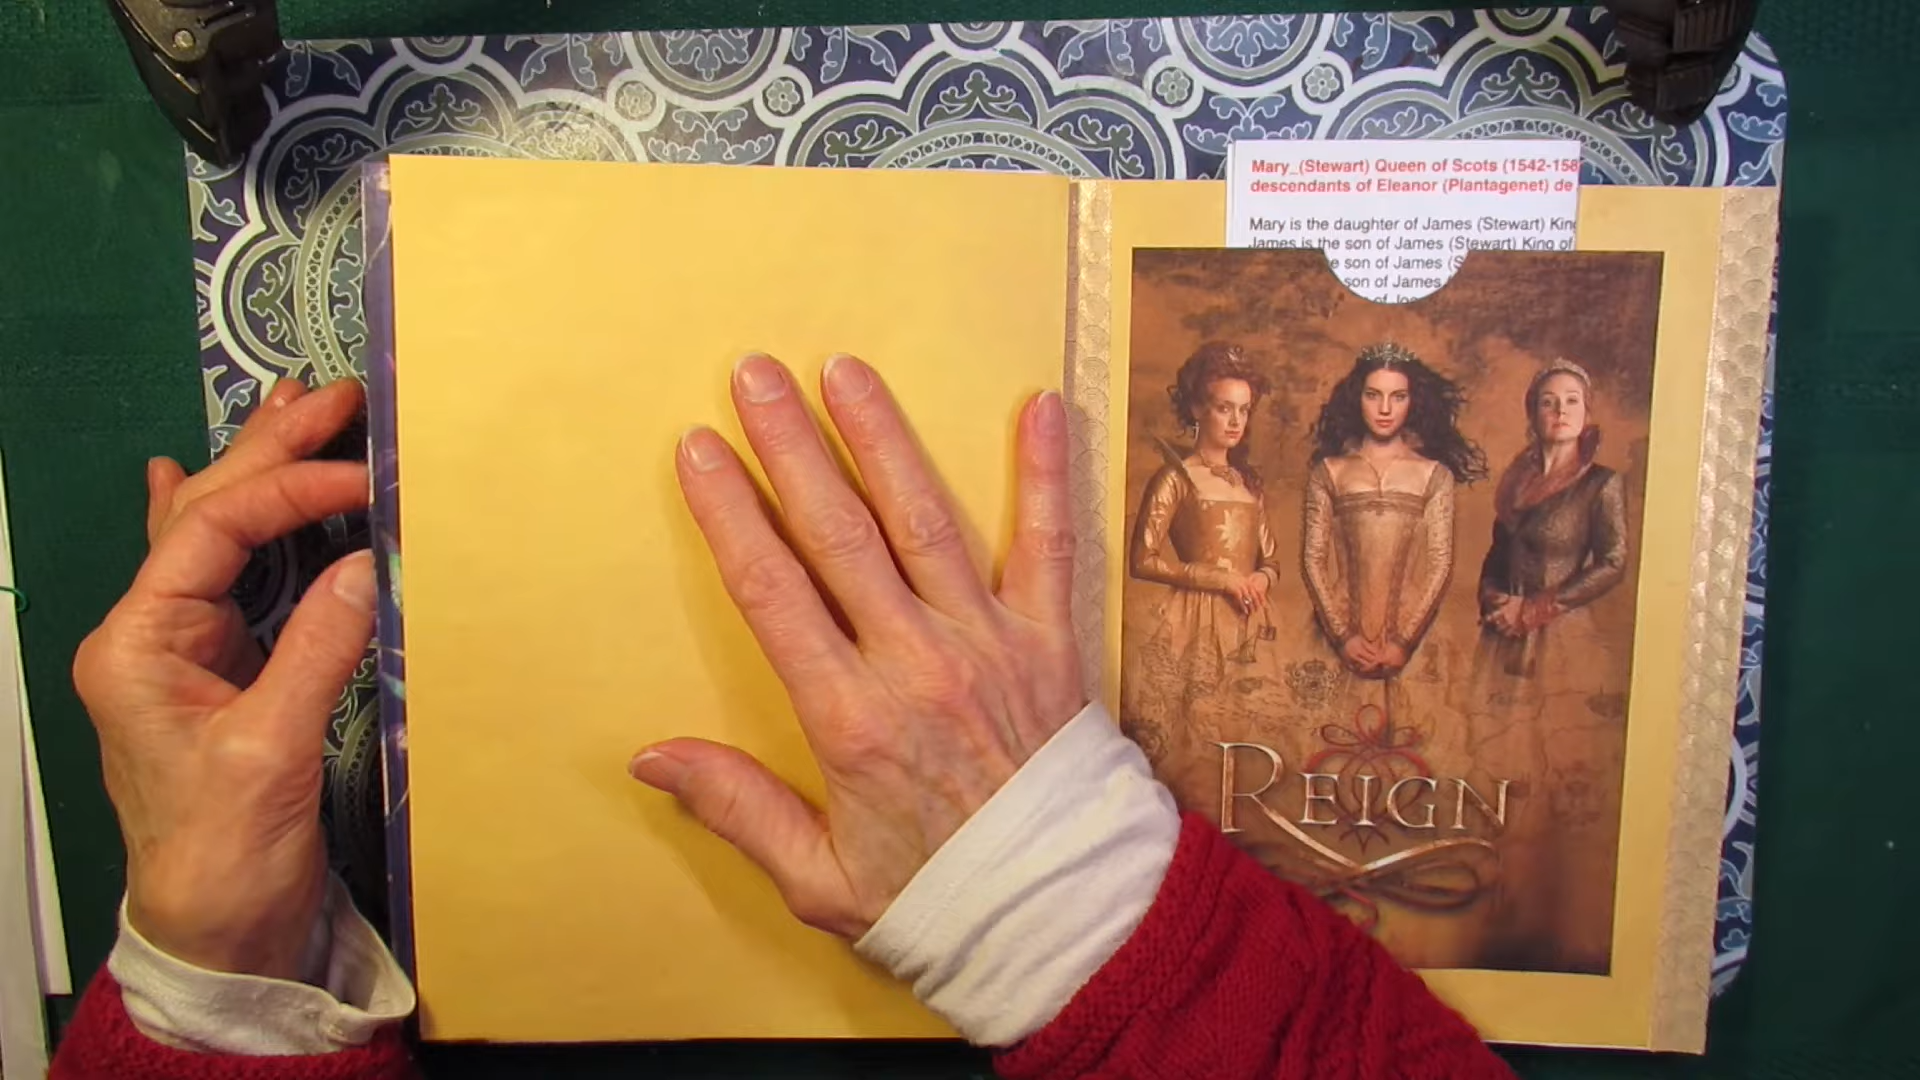 Mary_(Stewart) Queen of Scots (1542-158
descendants of Eleanor (Plantagenet) de
Mary is the daughter of James (Stewart) King
James is the son of James (Stewart) King of
e son of James (S
son of James
of
REIGN